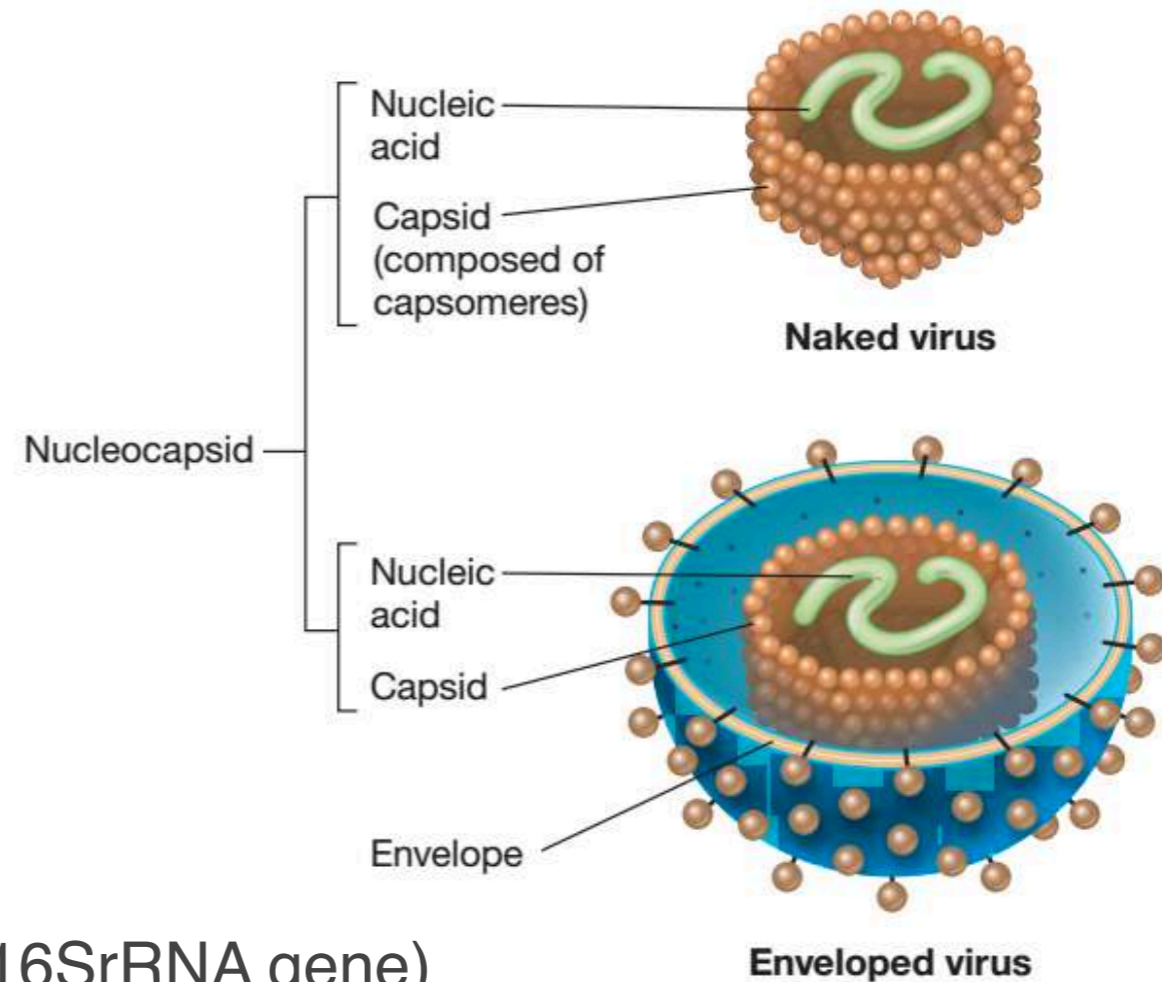 Nucleic
acid
Capsid
(composed of
capsomeres)
Naked virus
Nucleocapsid
Nucleic
acid
Capsid
Envelope
Enveloped virus
16SrRNA gene)